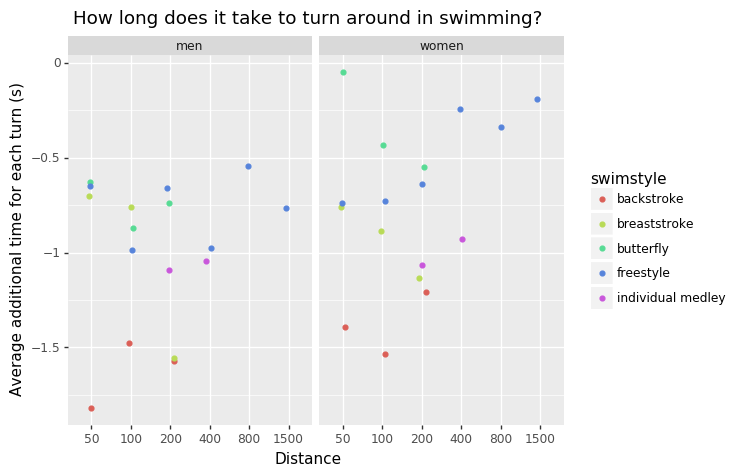 How long does it take to turn around in swimming?
men
women
Average additional time for each turn (s)
0
−0.5
−1
−1.5
50 100 200 400 800 1500
50 100 200 400 800 1500
Distance
swimstyle
backstroke
breaststroke
butterfly
freestyle
individual medley